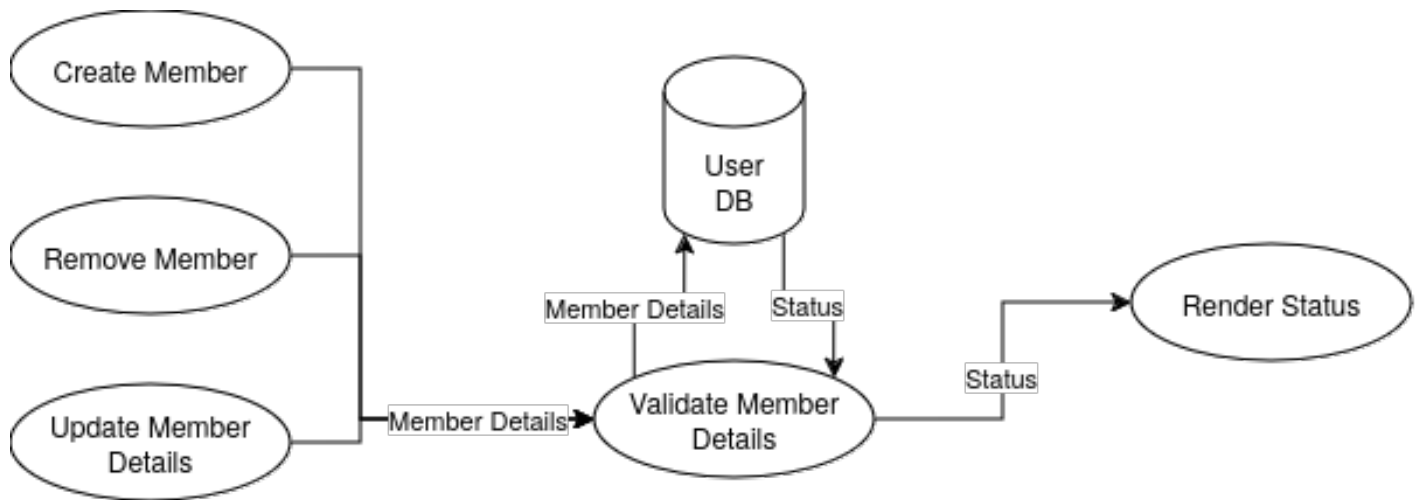 Create Member
User
DB
Remove Member
Member Details
Status
Render Status
Status
Update Member
Details
Member Details
Validate Member
Details